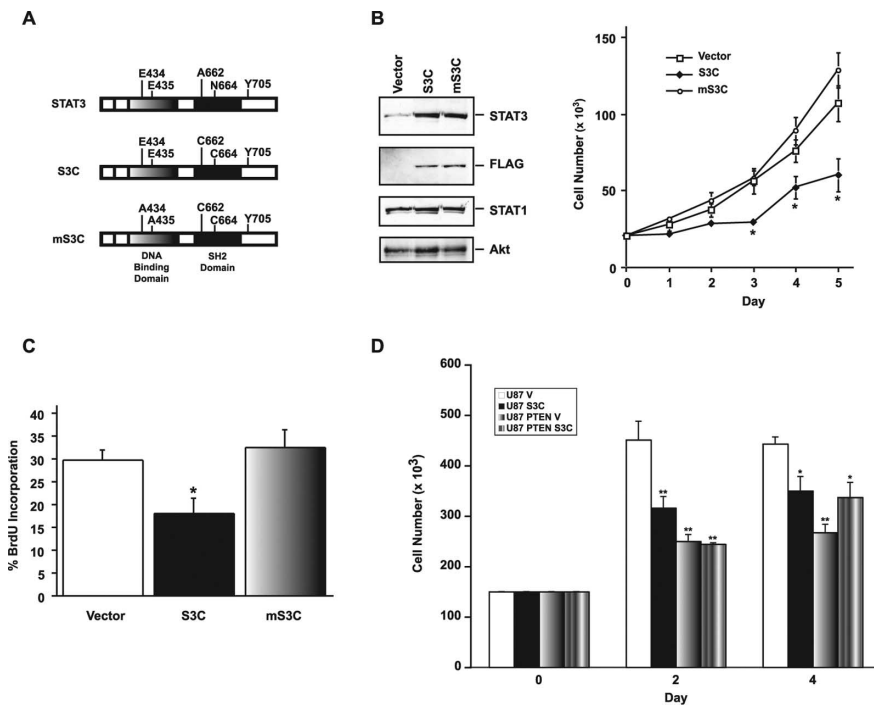 A
E434
A662
E435
N664
Y705
STAT3
E434
C662
E435
C664
Y705
S3C
A434
C662
A435
C664
Y705
mS3C
DNA
Binding
Domain
SH2
Domain
B
Vector
S3C
mS3C
STAT3
FLAG
STAT1
Akt
Cell Number (x 10³)
150
100
50
0
Vector
S3C
mS3C
*
*
*
0 1 2 3 4 5
Day
C
% BrdU Incorporation
40
35
30
25
20
15
10
5
0
*
Vector S3C mS3C
D
Cell Number (x 10³)
600
500
400
300
200
100
0
U87 V
U87 S3C
U87 PTEN V
U87 PTEN S3C
**
**
**
*
**
*
0 2 4
Day